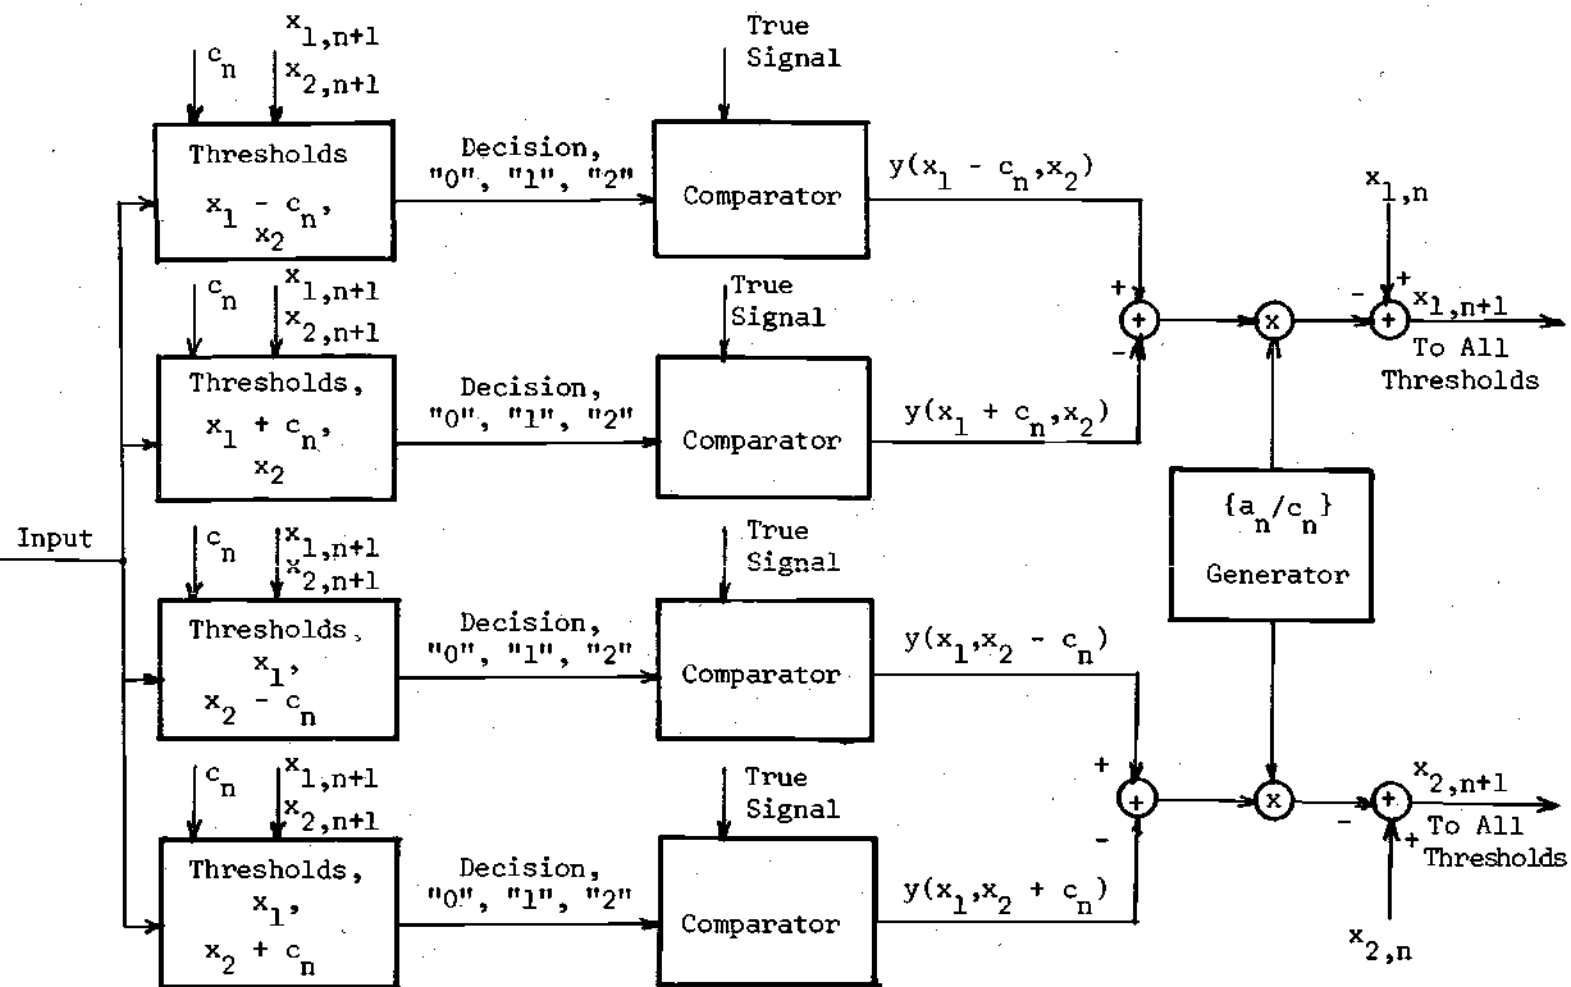 c_n
x_1,n+1
x_2,n+1
Thresholds
x_1 - c_n,
x_2
Decision,
"0", "1", "2"
True
Signal
Comparator
y(x_1 - c_n,x_2)
c_n
x_1,n+1
x_2,n+1
Thresholds,
x_1 + c_n,
x_2
Decision,
"0", "1", "2"
True
Signal
Comparator
y(x_1 + c_n,x_2)
+
-
+
x
x_1,n
+
-
+
x_1,n+1
To All
Thresholds
{a_n/c_n}
Generator
Input
c_n
x_1,n+1
x_2,n+1
Thresholds,
x_1,
x_2 - c_n
Decision,
"0", "1", "2"
True
Signal
Comparator
y(x_1,x_2 - c_n)
c_n
x_1,n+1
x_2,n+1
Thresholds,
x_1,
x_2 + c_n
Decision,
"0", "1", "2"
True
Signal
Comparator
y(x_1,x_2 + c_n)
+
-
+
x
-
+
+
x_2,n+1
To All
Thresholds
x_2,n